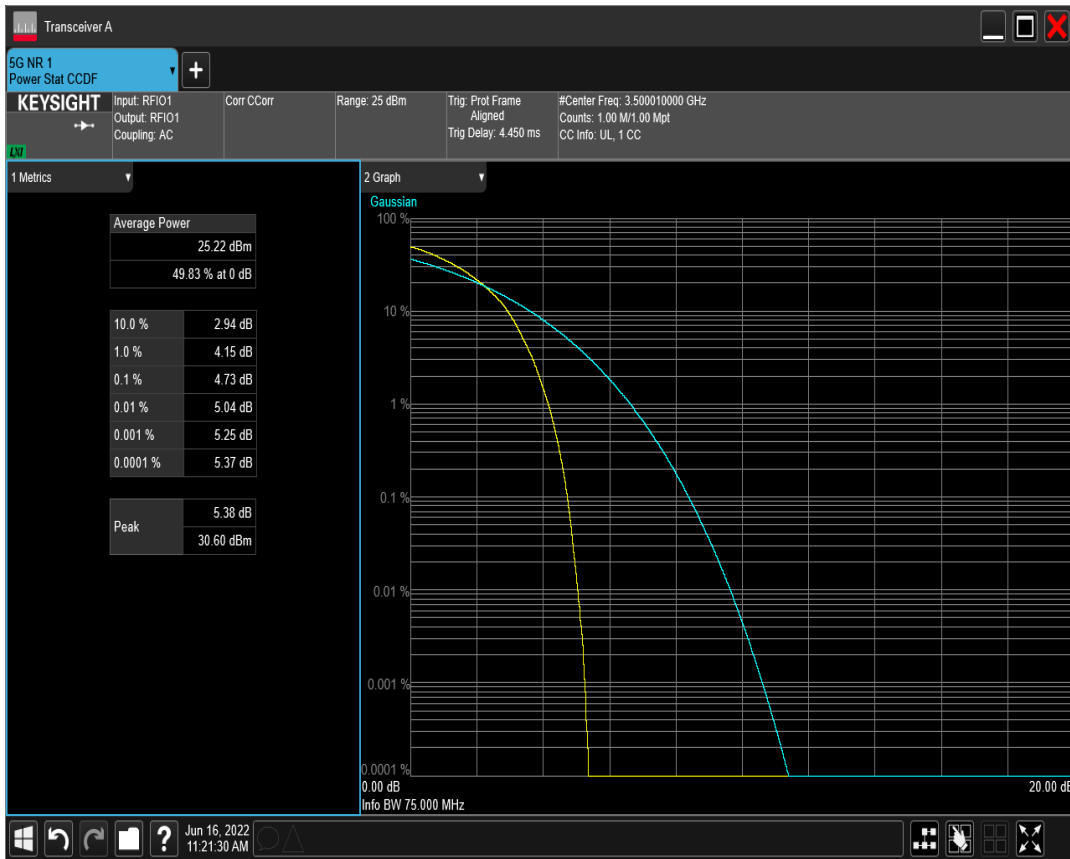 Transceiver A
5G NR 1
Power Stat CCDF
KEYSIGHT
LXI
Input: RFIO1
Output: RFIO1
Coupling: AC
Corr CCorr
Range: 25 dBm
Trig: Prot Frame
Aligned
Trig Delay: 4.450 ms
#Center Freq: 3.500010000 GHz
Counts: 1.00 M/1.00 Mpt
CC Info: UL, 1 CC
1 Metrics
Average Power
25.22 dBm
49.83 % at 0 dB
10.0 % 2.94 dB
1.0 % 4.15 dB
0.1 % 4.73 dB
0.01 % 5.04 dB
0.001 % 5.25 dB
0.0001 % 5.37 dB
Peak
5.38 dB
30.60 dBm
2 Graph
Gaussian
100 %
10 %
1 %
0.1 %
0.01 %
0.001 %
0.0001 %
0.00 dB 20.00 dB
Info BW 75.000 MHz
? Jun 16, 2022
11:21:30 AM